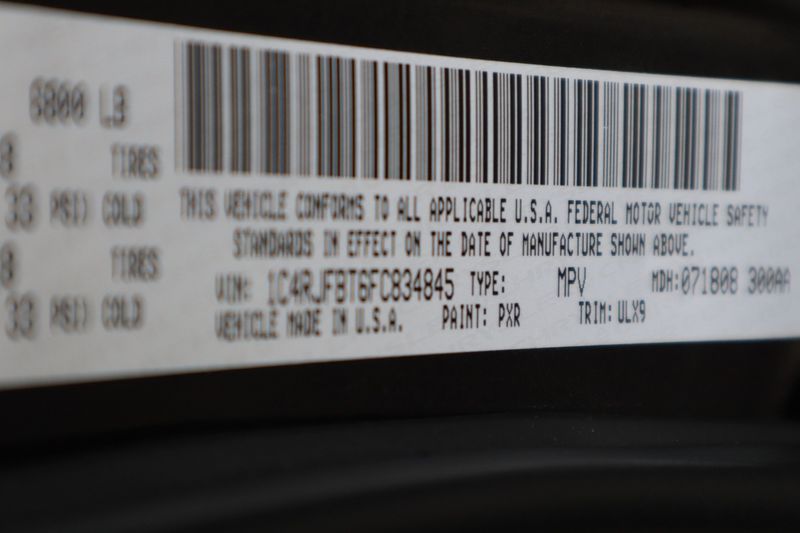 6800 LB
8 TIRES
33 PSI) COLD
8 TIRES
33 PSI) COLD
THIS VEHICLE CONFORMS TO ALL APPLICABLE U.S.A. FEDERAL MOTOR VEHICLE SAFETY
STANDARDS IN EFFECT ON THE DATE OF MANUFACTURE SHOWN ABOVE.
VIN: 1C4RJFBT6FC834845 TYPE: MPV MDH:071808 300AA
VEHICLE MADE IN U.S.A. PAINT: PXR TRIM: ULX9